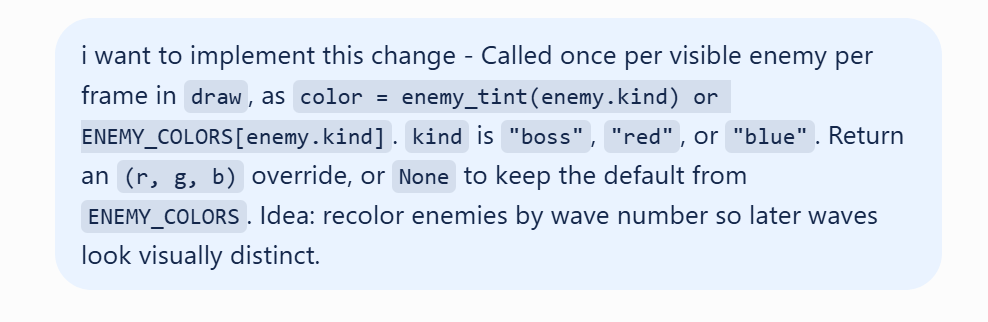 i want to implement this change - Called once per visible enemy per
frame in draw, as color = enemy_tint(enemy.kind) or
ENEMY_COLORS[enemy.kind]. kind is "boss", "red", or "blue". Return
an (r, g, b) override, or None to keep the default from
ENEMY_COLORS. Idea: recolor enemies by wave number so later waves
look visually distinct.